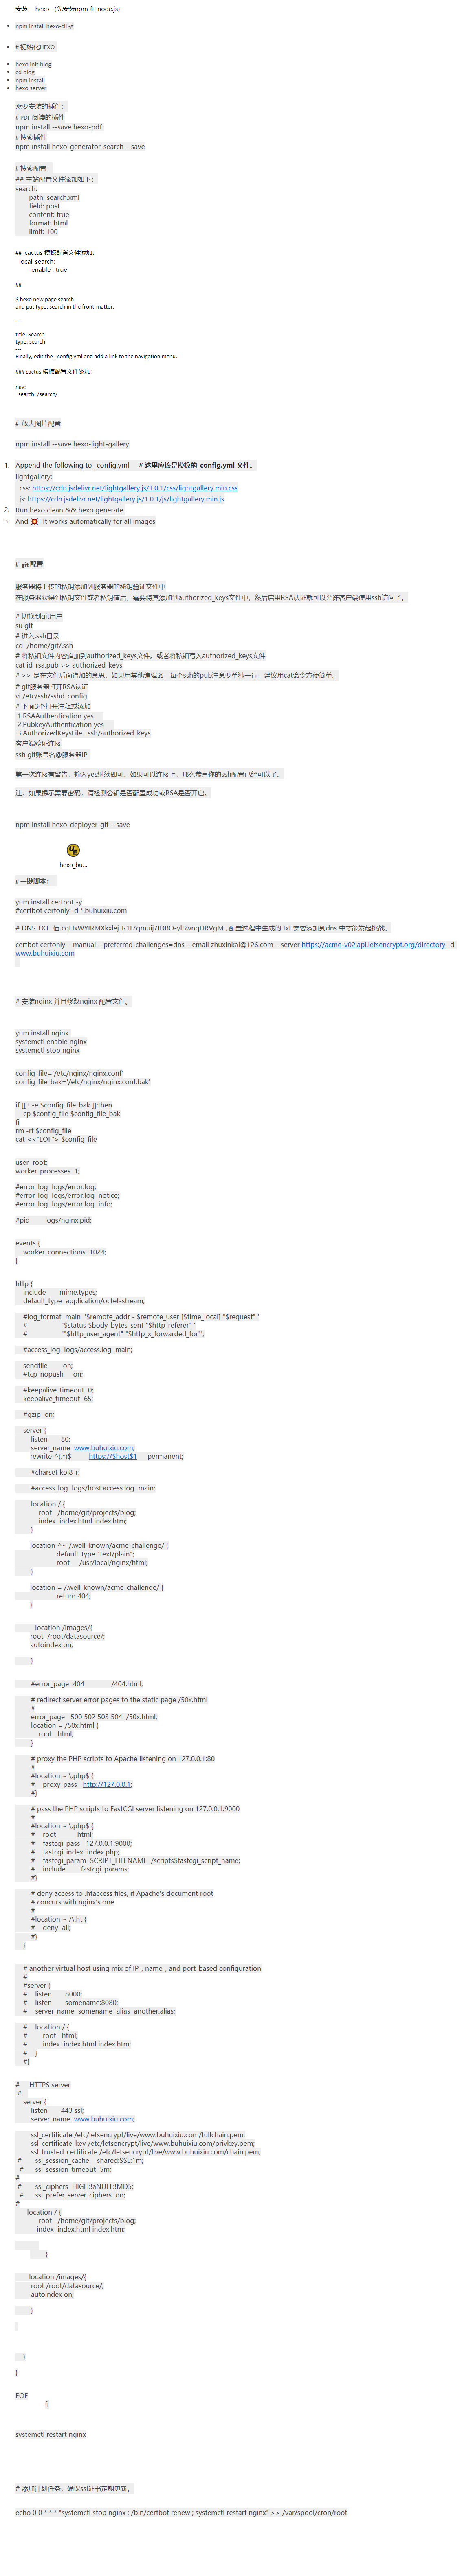 安装： hexo （先安装npm 和 node.js)
npm install hexo-cli -g
# 初始化HEXO
hexo init blog
cd blog
npm install
hexo server
需要安装的插件：
# PDF 阅读的插件
npm install --save hexo-pdf
# 搜索插件
npm install hexo-generator-search --save
# 搜索配置
## 主站配置文件添加如下：
search:
path: search.xml
field: post
content: true
format: html
limit: 100
## cactus 模板配置文件添加：
local_search:
enable : true
##
$ hexo new page search
and put type: search in the front-matter.
---
title: Search
type: search
---
Finally, edit the _config.yml and add a link to the navigation menu.
### cactus 模板配置文件添加：
nav:
search: /search/
# 放大图片配置
npm install --save hexo-light-gallery
1. Append the following to _config.yml # 这里应该是模板的_config.yml 文件。
lightgallery:
css: https://cdn.jsdelivr.net/lightgallery.js/1.0.1/css/lightgallery.min.css
js: https://cdn.jsdelivr.net/lightgallery.js/1.0.1/js/lightgallery.min.js
2. Run hexo clean && hexo generate.
3. And 💥! It works automatically for all images
# git 配置
服务器将上传的私钥添加到服务器的秘钥验证文件中
在服务器获得到私钥文件或者私钥值后，需要将其添加到authorized_keys文件中，然后启用RSA认证就可以允许客户端使用ssh访问了。
# 切换到git用户
su git
# 进入.ssh目录
cd /home/git/.ssh
# 将私钥文件内容追加到authorized_keys文件。或者将私钥写入authorized_keys文件
cat id_rsa.pub >> authorized_keys
# >> 是在文件后面追加的意思，如果用其他编辑器，每个ssh的pub注意要单独一行，建议用cat命令方便简单。
# git服务器打开RSA认证
vi /etc/ssh/sshd_config
# 下面3个打开注释或添加
1.RSAAuthentication yes
2.PubkeyAuthentication yes
3.AuthorizedKeysFile .ssh/authorized_keys
客户端验证连接
ssh git账号名@服务器IP
第一次连接有警告，输入yes继续即可。如果可以连接上，那么恭喜你的ssh配置已经可以了。
注：如果提示需要密码，请检测公钥是否配置成功或RSA是否开启。
npm install hexo-deployer-git --save
hexo_bu...
# 一键脚本：
yum install certbot -y
#certbot certonly -d *.buhuixiu.com
# DNS TXT 值 cqLixWYIRMXkxdej_R1t7qmuij7IDBO-yl8wnqDRVgM , 配置过程中生成的 txt 需要添加到dns 中才能发起挑战。
certbot certonly --manual --preferred-challenges=dns --email zhuxinkai@126.com --server https://acme-v02.api.letsencrypt.org/directory -d
www.buhuixiu.com
# 安装nginx 并且修改nginx 配置文件。
yum install nginx
systemctl enable nginx
systemctl stop nginx
config_file='/etc/nginx/nginx.conf'
config_file_bak='/etc/nginx/nginx.conf.bak'
if [[ ! -e $config_file_bak ]];then
cp $config_file $config_file_bak
fi
rm -rf $config_file
cat <<"EOF"> $config_file
user root;
worker_processes 1;
#error_log logs/error.log;
#error_log logs/error.log notice;
#error_log logs/error.log info;
#pid logs/nginx.pid;
events {
worker_connections 1024;
}
http {
include mime.types;
default_type application/octet-stream;
#log_format main '$remote_addr - $remote_user [$time_local] "$request" '
# '$status $body_bytes_sent "$http_referer" '
# '"$http_user_agent" "$http_x_forwarded_for"';
#access_log logs/access.log main;
sendfile on;
#tcp_nopush on;
#keepalive_timeout 0;
keepalive_timeout 65;
#gzip on;
server {
listen 80;
server_name www.buhuixiu.com;
rewrite ^(.*)$ https://$host$1 permanent;
#charset koi8-r;
#access_log logs/host.access.log main;
location / {
root /home/git/projects/blog;
index index.html index.htm;
}
location ^~ /.well-known/acme-challenge/ {
default_type "text/plain";
root /usr/local/nginx/html;
}
location = /.well-known/acme-challenge/ {
return 404;
}
location /images/{
root /root/datasource/;
autoindex on;
}
#error_page 404 /404.html;
# redirect server error pages to the static page /50x.html
#
error_page 500 502 503 504 /50x.html;
location = /50x.html {
root html;
}
# proxy the PHP scripts to Apache listening on 127.0.0.1:80
#
#location ~ \.php$ {
# proxy_pass http://127.0.0.1;
#}
# pass the PHP scripts to FastCGI server listening on 127.0.0.1:9000
#
#location ~ \.php$ {
# root html;
# fastcgi_pass 127.0.0.1:9000;
# fastcgi_index index.php;
# fastcgi_param SCRIPT_FILENAME /scripts$fastcgi_script_name;
# include fastcgi_params;
#}
# deny access to .htaccess files, if Apache's document root
# concurs with nginx's one
#
#location ~ /\.ht {
# deny all;
#}
}
# another virtual host using mix of IP-, name-, and port-based configuration
#
#server {
# listen 8000;
# listen somename:8080;
# server_name somename alias another.alias;
# location / {
# root html;
# index index.html index.htm;
# }
#}
# HTTPS server
#
server {
listen 443 ssl;
server_name www.buhuixiu.com;
ssl_certificate /etc/letsencrypt/live/www.buhuixiu.com/fullchain.pem;
ssl_certificate_key /etc/letsencrypt/live/www.buhuixiu.com/privkey.pem;
ssl_trusted_certificate /etc/letsencrypt/live/www.buhuixiu.com/chain.pem;
# ssl_session_cache shared:SSL:1m;
# ssl_session_timeout 5m;
#
# ssl_ciphers HIGH:!aNULL:!MD5;
# ssl_prefer_server_ciphers on;
#
location / {
root /home/git/projects/blog;
index index.html index.htm;
}
location /images/{
root /root/datasource/;
autoindex on;
}
}
}
EOF
fi
systemctl restart nginx
# 添加计划任务，确保ssl证书定期更新。
echo 0 0 * * * "systemctl stop nginx ; /bin/certbot renew ; systemctl restart nginx" >> /var/spool/cron/root